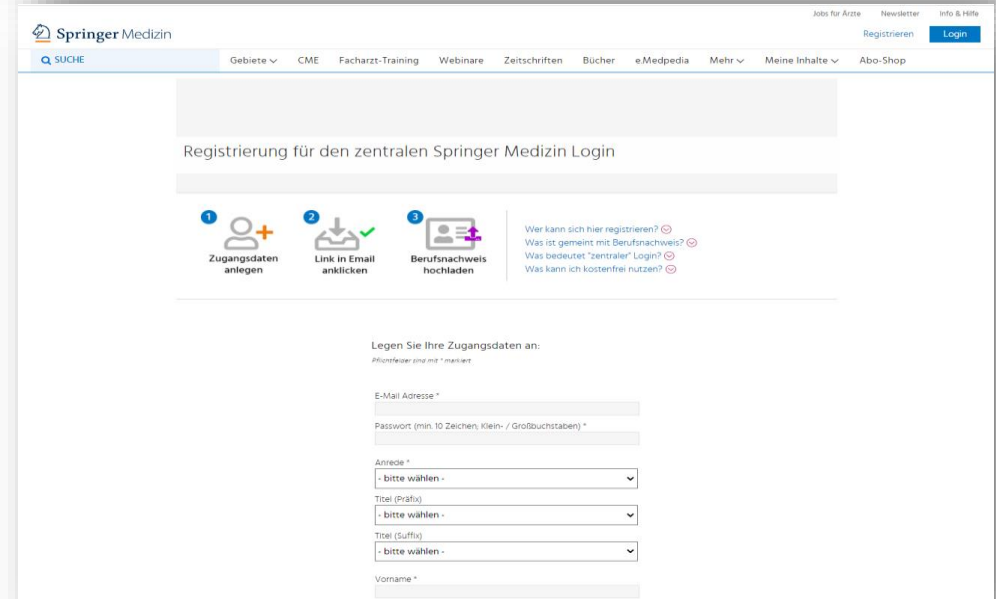 Jobs für Ärzte Newsletter Info & Hilfe
Springer Medizin
Registrieren Login
SUCHE Gebiete CME Facharzt-Training Webinare Zeitschriften Bücher e.Medpedia Mehr Meine Inhalte Abo-Shop
Registrierung für den zentralen Springer Medizin Login
1 2 3
Zugangsdaten
anlegen
Link in Email
anklicken
Berufsnachweis
hochladen
Wer kann sich hier registrieren?
Was ist gemeint mit Berufsnachweis?
Was bedeutet "zentraler" Login?
Was kann ich kostenfrei nutzen?
Legen Sie Ihre Zugangsdaten an:
Pflichtfelder sind mit * markiert
E-Mail Adresse *
Passwort (min. 10 Zeichen; Klein- / Großbuchstaben) *
Anrede *
- bitte wählen -
Titel (Präfix)
- bitte wählen -
Titel (Suffix)
- bitte wählen -
Vorname *